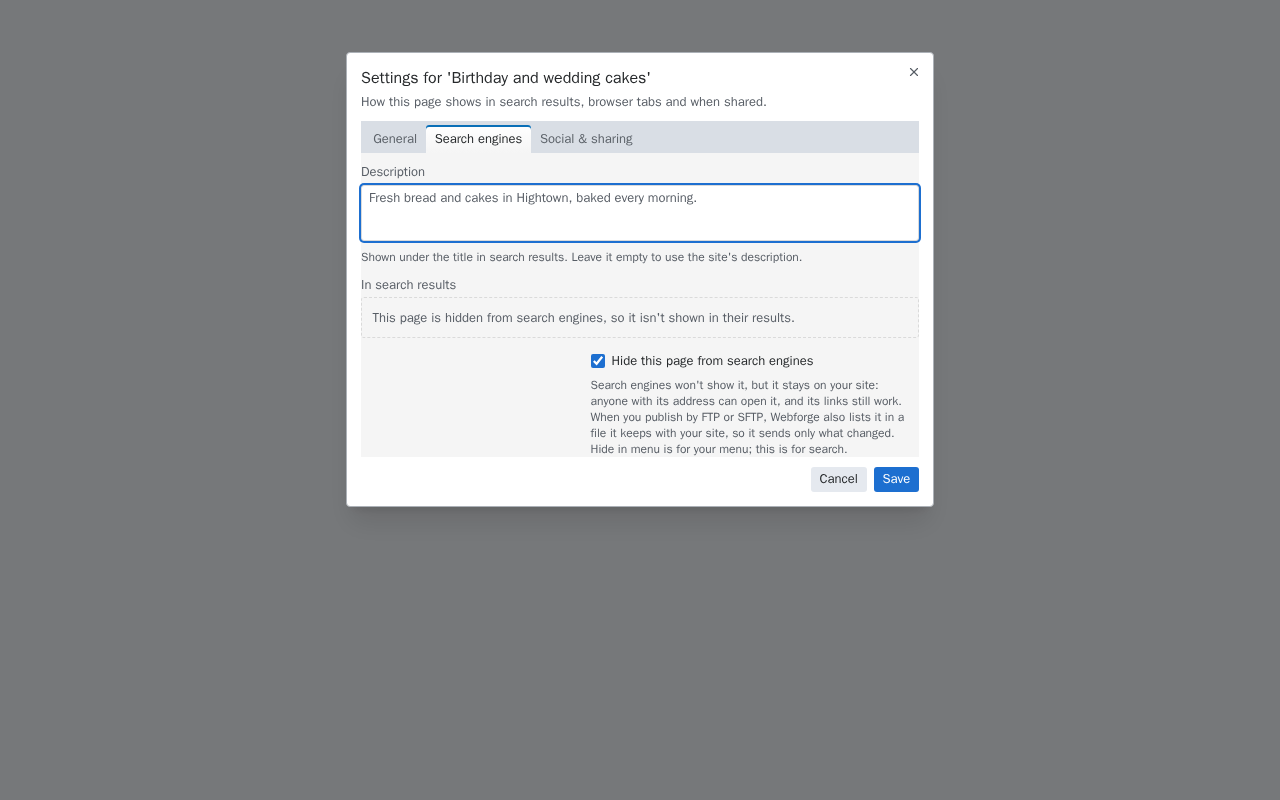 Settings for 'Birthday and wedding cakes'
How this page shows in search results, browser tabs and when shared.
General Search engines Social & sharing
Description
Fresh bread and cakes in Hightown, baked every morning.
Shown under the title in search results. Leave it empty to use the site's description.
In search results
This page is hidden from search engines, so it isn't shown in their results.
Hide this page from search engines
Search engines won't show it, but it stays on your site:
anyone with its address can open it, and its links still work.
When you publish by FTP or SFTP, Webforge also lists it in a
file it keeps with your site, so it sends only what changed.
Hide in menu is for your menu; this is for search.
Cancel Save